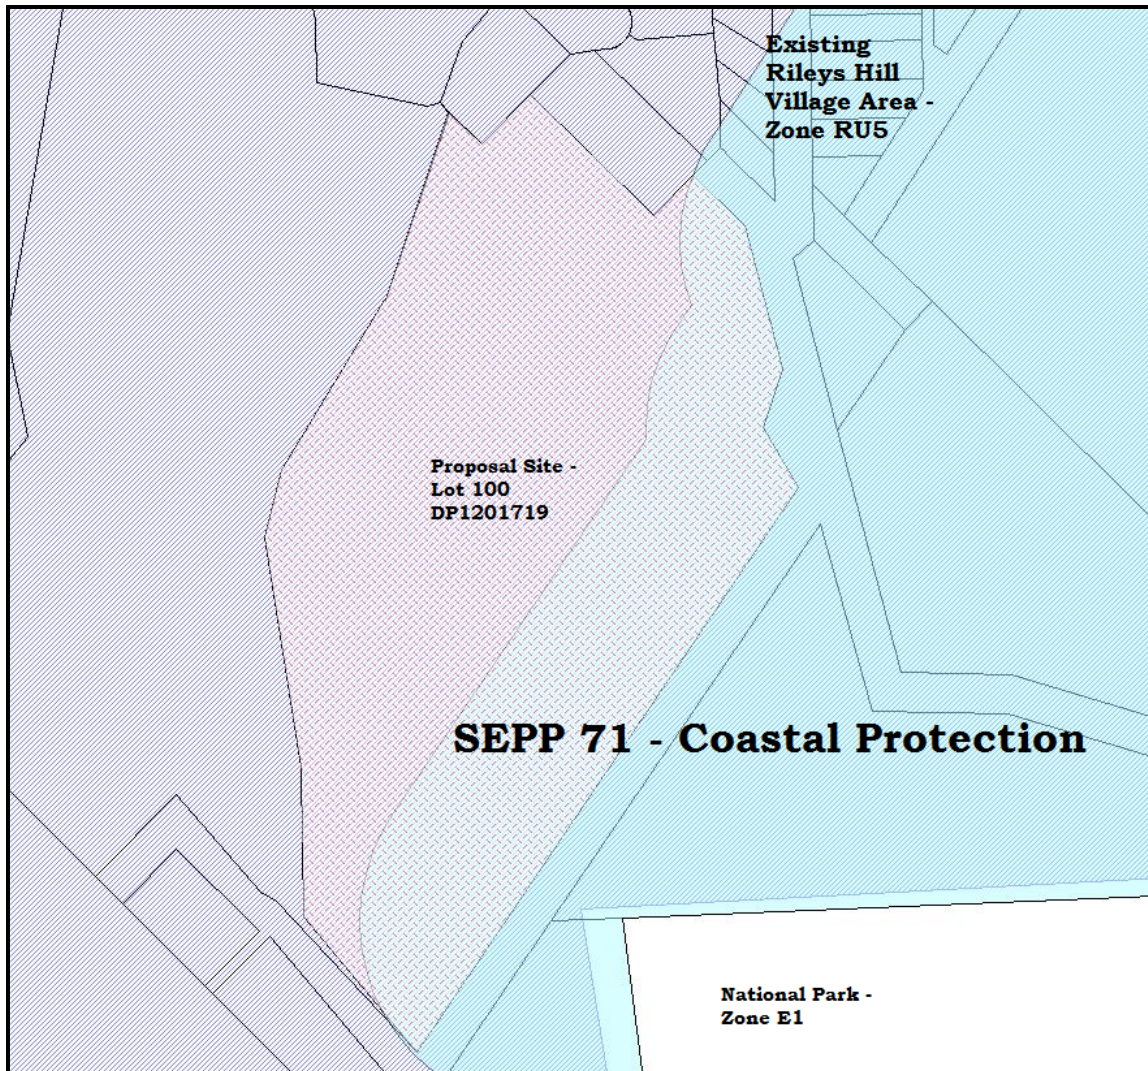 Existing
Rileys Hill
Village Area -
Zone RU5
Proposal Site -
Lot 100
DP1201719
SEPP 71 - Coastal Protection
National Park -
Zone E1